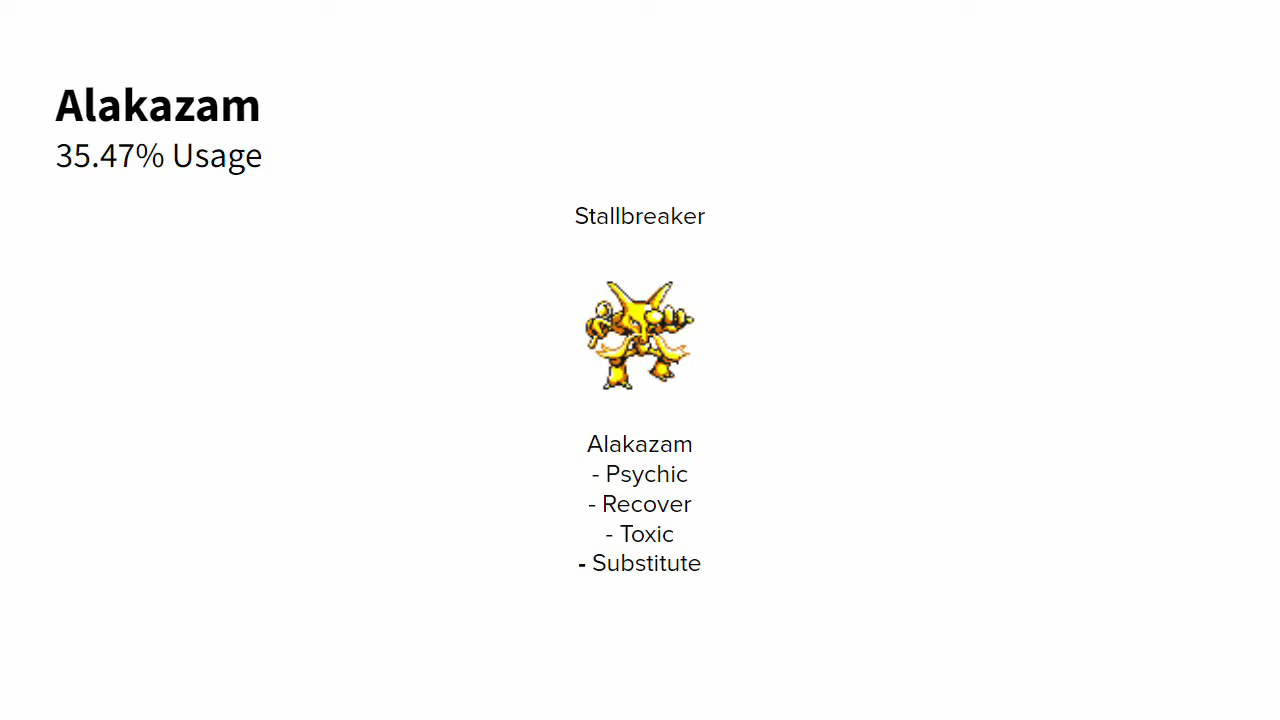 Alakazam
35.47% Usage
Stallbreaker
Alakazam
- Psychic
- Recover
- Toxic
- Substitute